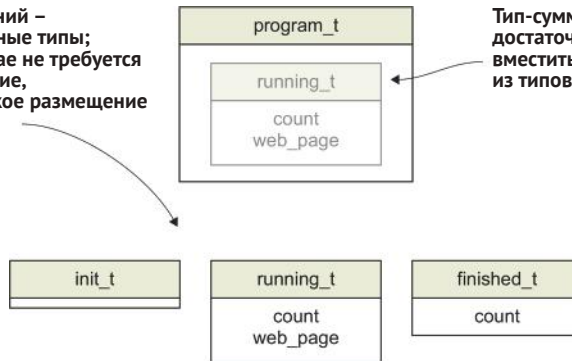 ний –
ные типы;
ае не требуется
ие,
кое размещение
program_t
running_t
count
web_page
Тип-сумм
достаточ
вместить
из типов
init_t
running_t
count
web_page
finished_t
count